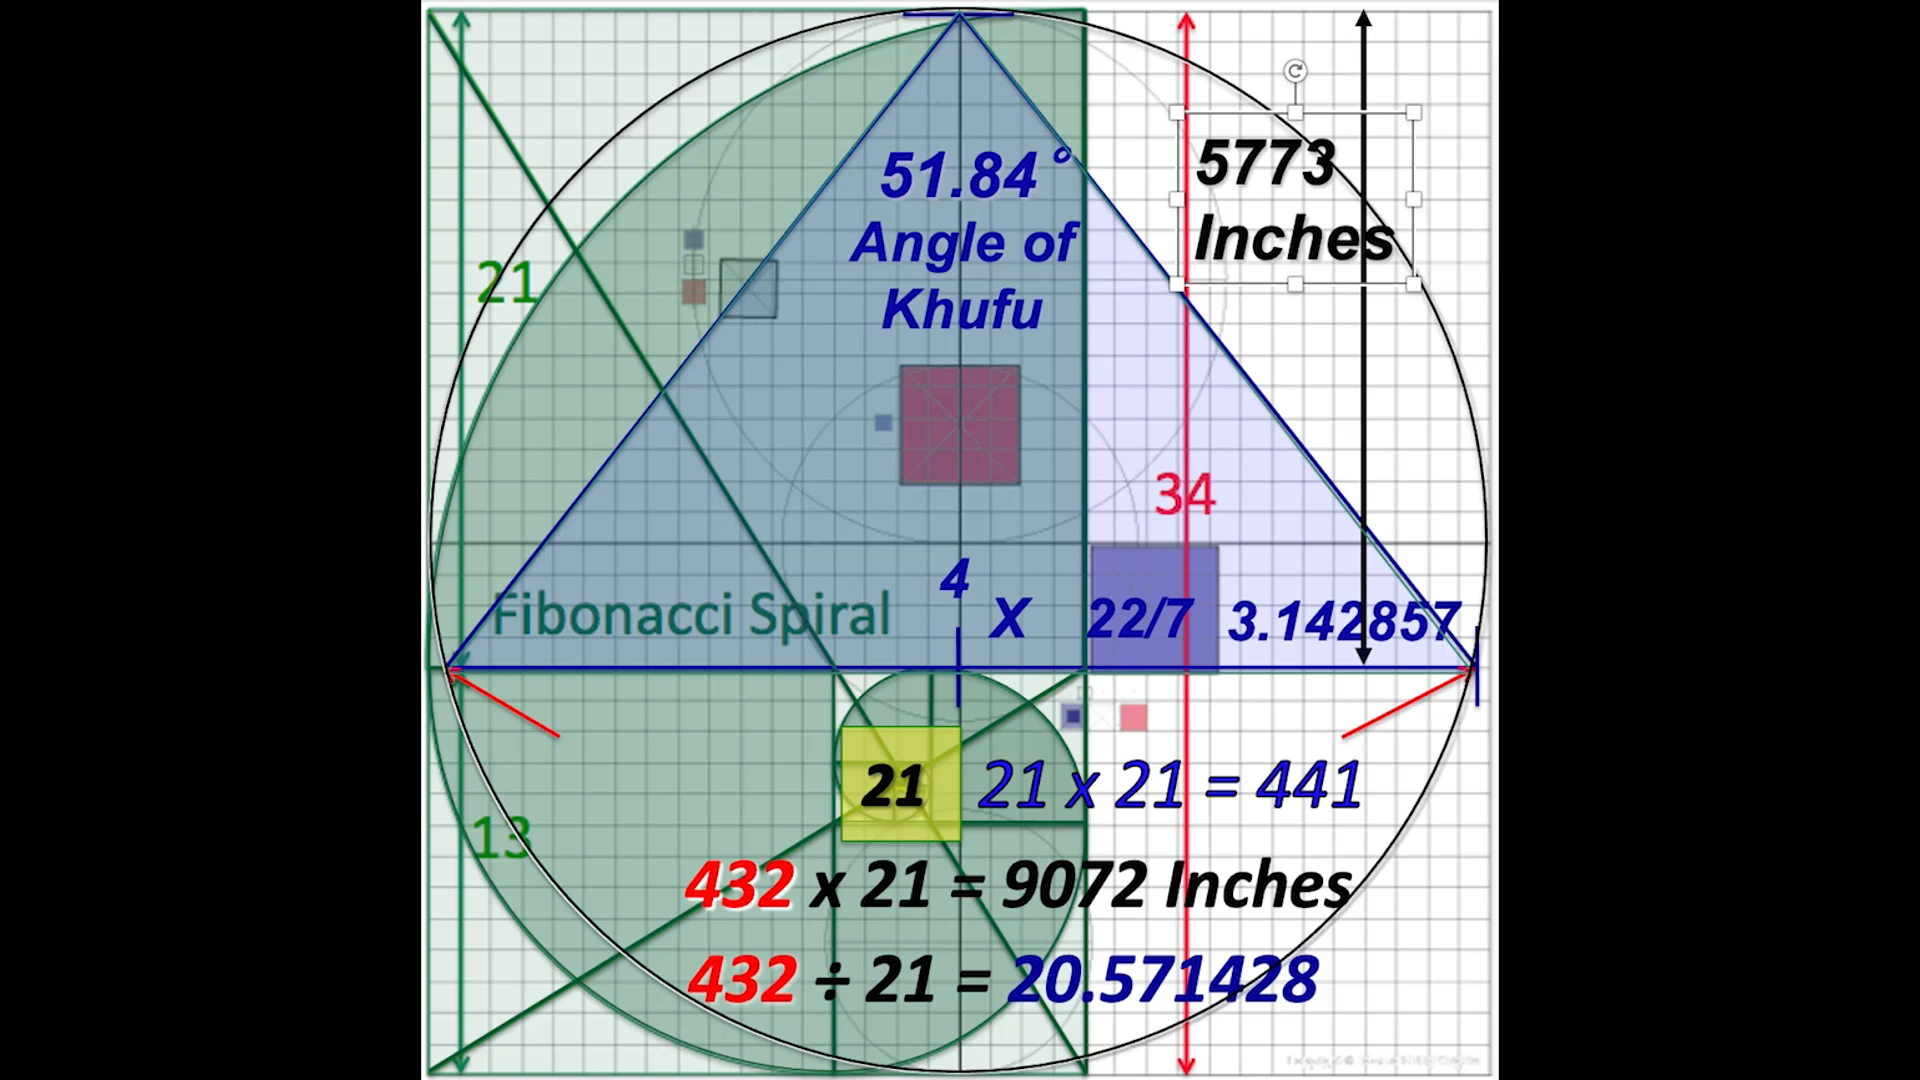 51.84°
Angle of
Khufu
5773
Inches
21
34
4
X 22/7 3.142857
Fibonacci Spiral
21 21 x 21 = 441
13
432 x 21 = 9072 Inches
432 ÷ 21 = 20.571428